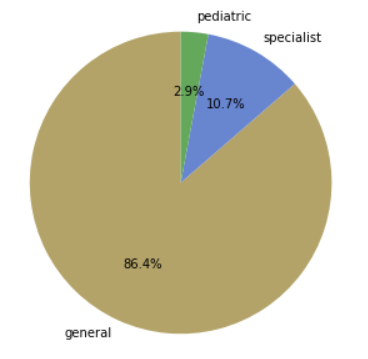 pediatric
specialist
2.9%
10.7%
86.4%
general